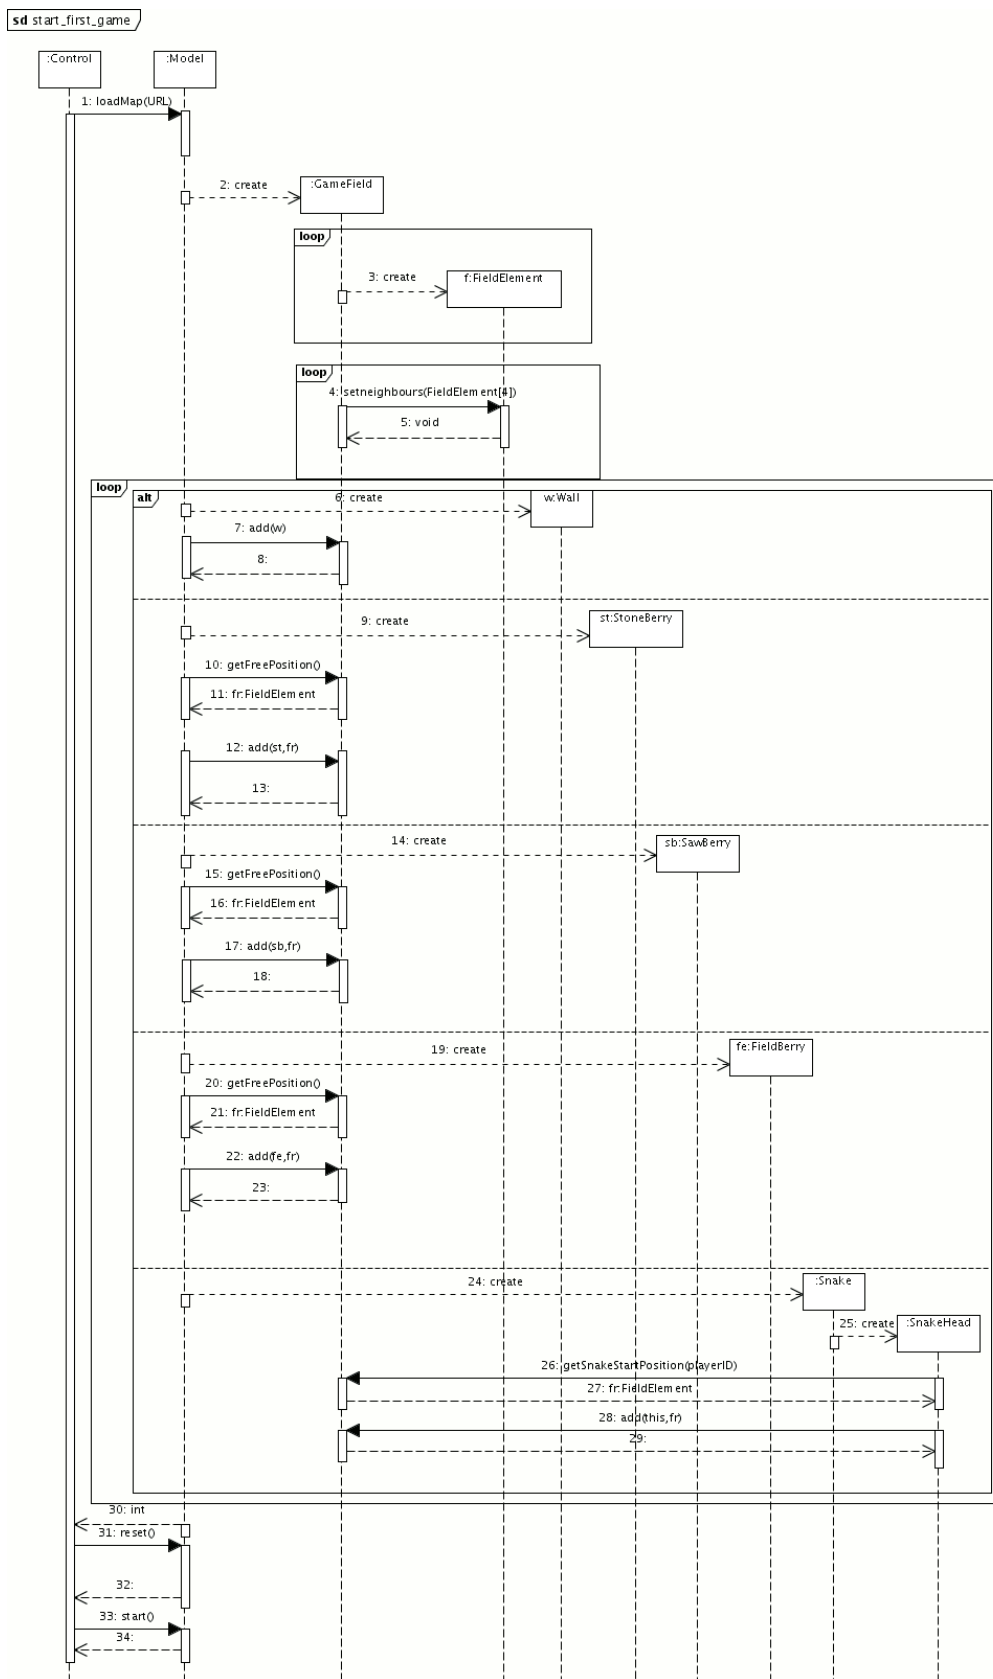 sd start_first_game
:Control
:Model
1: loadMap(URL)
2: create
:GameField
loop
3: create
f:FieldElement
loop
4: setneighbours(FieldElement[4])
5: void
loop
alt
6: create
w:Wall
7: add(w)
8:
9: create
st:StoneBerry
10: getFreePosition()
11: fr:FieldElement
12: add(st,fr)
13:
14: create
sb:SawBerry
15: getFreePosition()
16: fr:FieldElement
17: add(sb,fr)
18:
19: create
fe:FieldBerry
20: getFreePosition()
21: fr:FieldElement
22: add(fe,fr)
23:
24: create
:Snake
25: create
:SnakeHead
26: getSnakeStartPosition(playerID)
27: fr:FieldElement
28: add(this,fr)
29:
30: int
31: reset()
32:
33: start()
34: